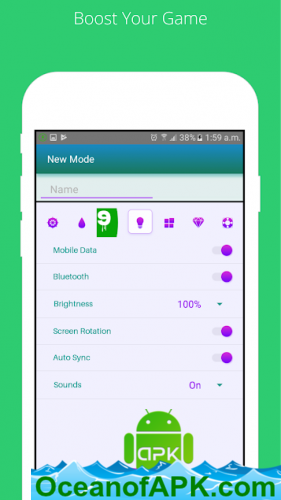 Boost Your Game
38% 1:59 a.m.
New Mode
Name
9
Mobile Data
Bluetooth
Brightness 100%
Screen Rotation
Auto Sync
Sounds On
APK
OceanofAPK.com